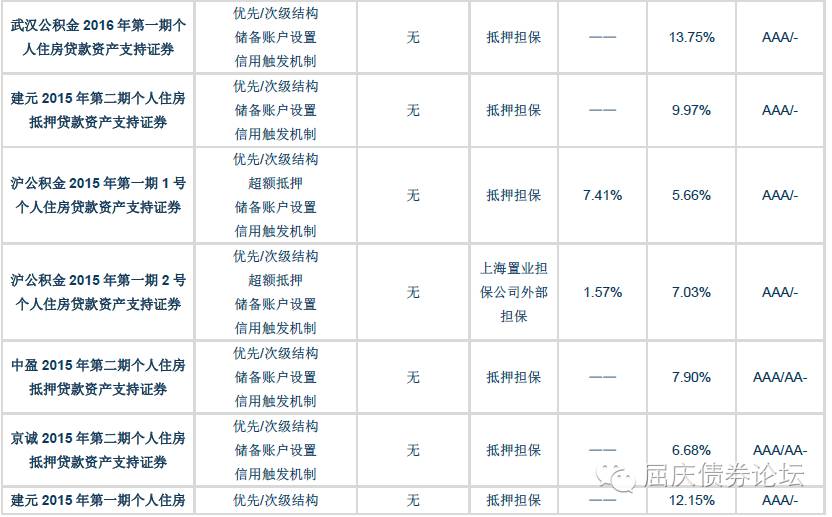 武汉公积金 2016 年第一期个
人住房贷款资产支持证券
优先/次级结构
储备账户设置
信用触发机制
无
抵押担保
——
13.75%
AAA/-
建元 2015 年第二期个人住房
抵押贷款资产支持证券
优先/次级结构
储备账户设置
信用触发机制
无
抵押担保
——
9.97%
AAA/-
沪公积金 2015 年第一期 1 号
个人住房贷款资产支持证券
优先/次级结构
超额抵押
储备账户设置
信用触发机制
无
抵押担保
7.41%
5.66%
AAA/-
沪公积金 2015 年第一期 2 号
个人住房贷款资产支持证券
优先/次级结构
超额抵押
储备账户设置
信用触发机制
无
上海置业担
保公司外部
担保
1.57%
7.03%
AAA/-
中盈 2015 年第二期个人住房
抵押贷款资产支持证券
优先/次级结构
储备账户设置
信用触发机制
无
抵押担保
——
7.90%
AAA/AA-
京诚 2015 年第二期个人住房
抵押贷款资产支持证券
优先/次级结构
储备账户设置
信用触发机制
无
抵押担保
——
6.68%
AAA/AA-
建元 2015 年第一期个人住房
优先/次级结构
无
抵押担保
——
12.15%
AAA/-
屈庆债券论坛